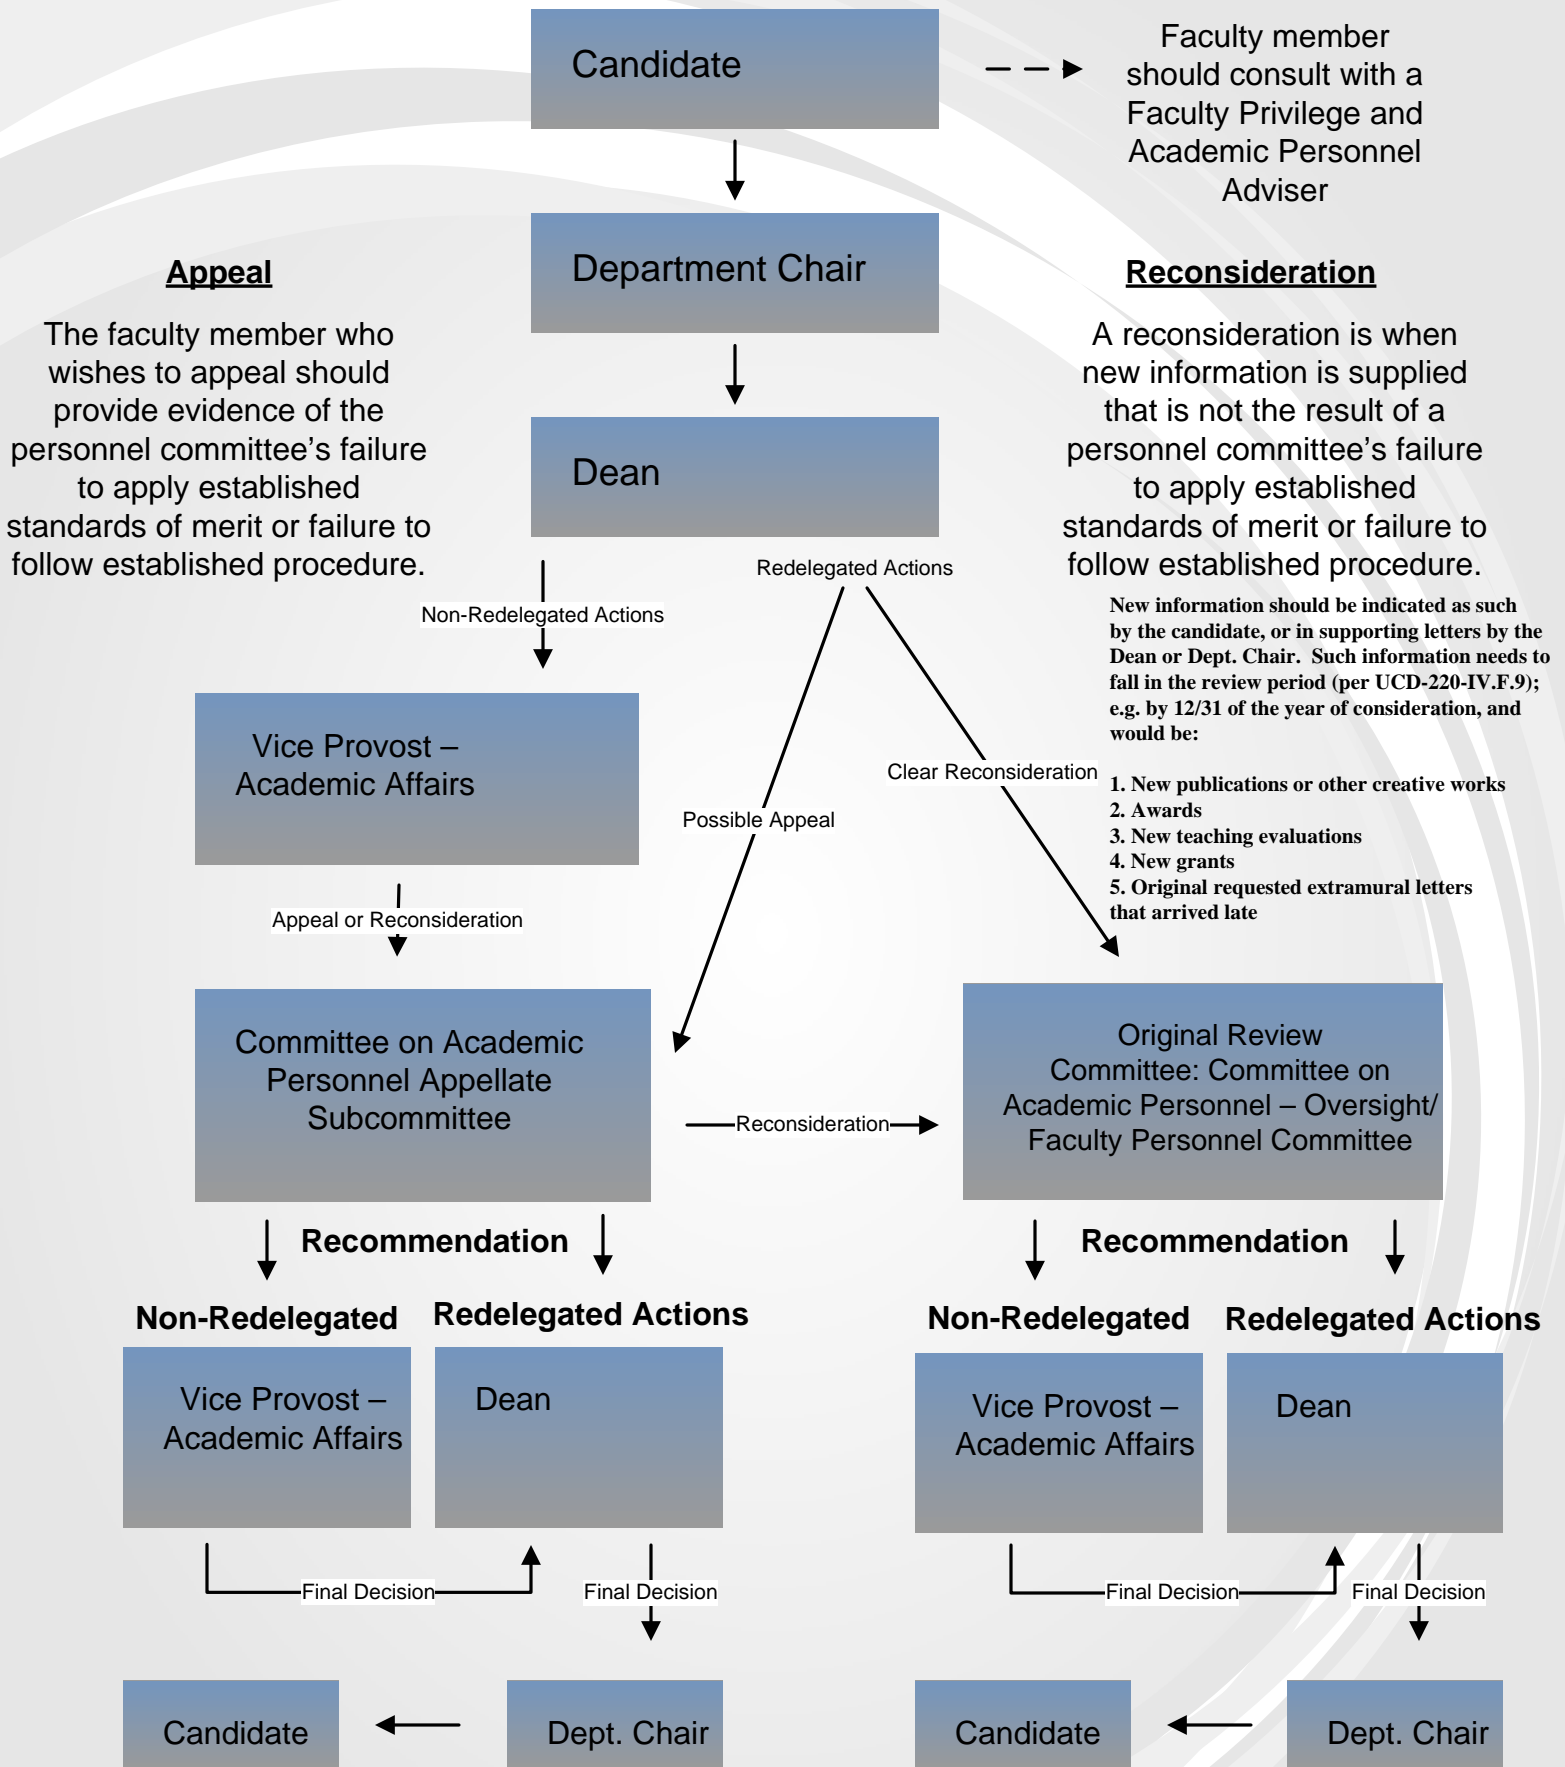 Candidate
Faculty member
should consult with a
Faculty Privilege and
Academic Personnel
Adviser
Department Chair
Appeal
The faculty member who
wishes to appeal should
provide evidence of the
personnel committee’s failure
to apply established
standards of merit or failure to
follow established procedure.
Reconsideration
A reconsideration is when
new information is supplied
that is not the result of a
personnel committee’s failure
to apply established
standards of merit or failure to
follow established procedure.
New information should be indicated as such
by the candidate, or in supporting letters by the
Dean or Dept. Chair.  Such information needs to
fall in the review period (per UCD-220-IV.F.9);
e.g. by 12/31 of the year of consideration, and
would be:
1. New publications or other creative works
2. Awards
3. New teaching evaluations
4. New grants
5. Original requested extramural letters
that arrived late
Dean
Redelegated Actions
Non-Redelegated Actions
Vice Provost –
Academic Affairs
Clear Reconsideration
Possible Appeal
Appeal or Reconsideration
Committee on Academic
Personnel Appellate
Subcommittee
Reconsideration
Original Review
Committee: Committee on
Academic Personnel – Oversight/
Faculty Personnel Committee
Recommendation
Non-Redelegated
Redelegated Actions
Vice Provost –
Academic Affairs
Dean
Final Decision
Final Decision
Candidate
Dept. Chair
Recommendation
Non-Redelegated
Redelegated Actions
Vice Provost –
Academic Affairs
Dean
Final Decision
Final Decision
Candidate
Dept. Chair